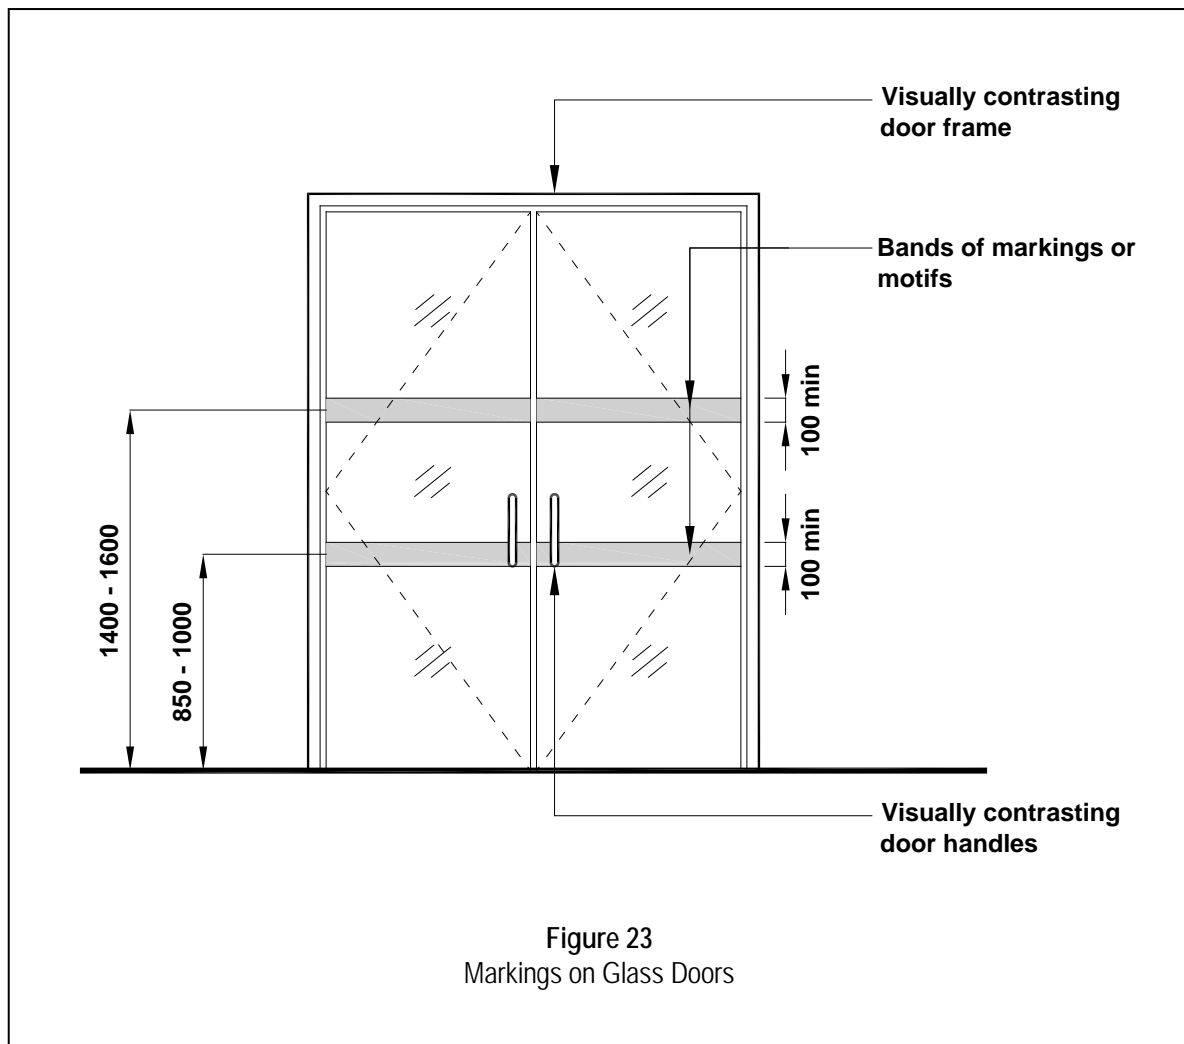 Visually contrasting
door frame
Bands of markings or
motifs
100 min
100 min
1400 - 1600
850 - 1000
Visually contrasting
door handles
Figure 23
Markings on Glass Doors